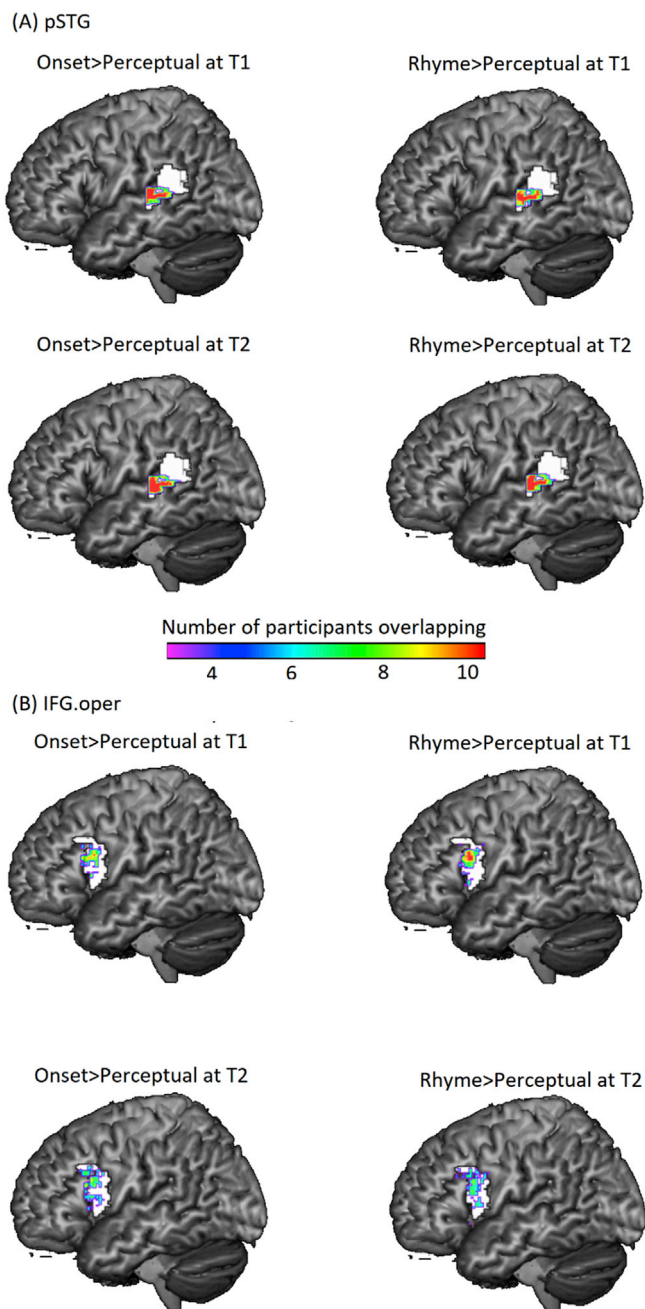 (A) pSTG
Onset>Perceptual at T1
Rhyme>Perceptual at T1
Onset>Perceptual at T2
Rhyme>Perceptual at T2
Number of participants overlapping
4 6 8 10
(B) IFG.oper
Onset>Perceptual at T1
Rhyme>Perceptual at T1
Onset>Perceptual at T2
Rhyme>Perceptual at T2